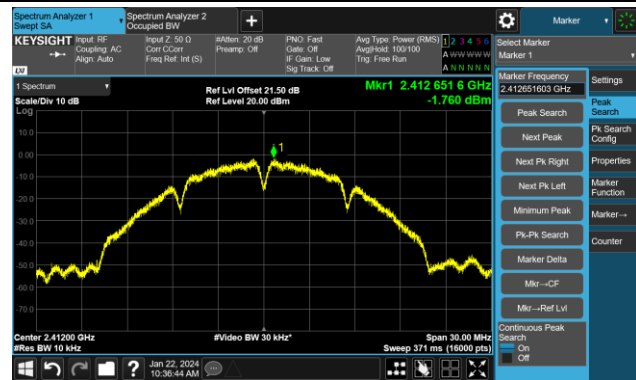 Spectrum Analyzer 1
Swept SA
Spectrum Analyzer 2
Occupied BW
Marker
KEYSIGHT
Input: RF
Coupling: AC
Align: Auto
Input Z: 50 Ω
Corr CCorr
Freq Ref: Int (S)
#Atten: 20 dB
Preamp: Off
PNO: Fast
Gate: Off
IF Gain: Low
Sig Track: Off
Avg Type: Power (RMS)
Avg|Hold: 100/100
Trig: Free Run
1 2 3 4 5 6
A W W W W W
A N N N N N
LXI
Select Marker
Marker 1
1 Spectrum
Scale/Div 10 dB
Log
Ref Lvl Offset 21.50 dB
Ref Level 20.00 dBm
Mkr1 2.412 651 6 GHz
-1.760 dBm
10.0
0.00
-10.0
-20.0
-30.0
-40.0
-50.0
-60.0
-70.0
1
Center 2.41200 GHz
#Res BW 10 kHz
#Video BW 30 kHz*
Span 30.00 MHz
Sweep 371 ms (16000 pts)
Marker Frequency
2.412651603 GHz
Peak Search
Next Peak
Next Pk Right
Next Pk Left
Minimum Peak
Pk-Pk Search
Marker Delta
Mkr→CF
Mkr→Ref Lvl
Continuous Peak
Search
On
Off
Settings
Peak
Search
Pk Search
Config
Properties
Marker
Function
Marker→
Counter
?
Jan 22, 2024
10:36:44 AM